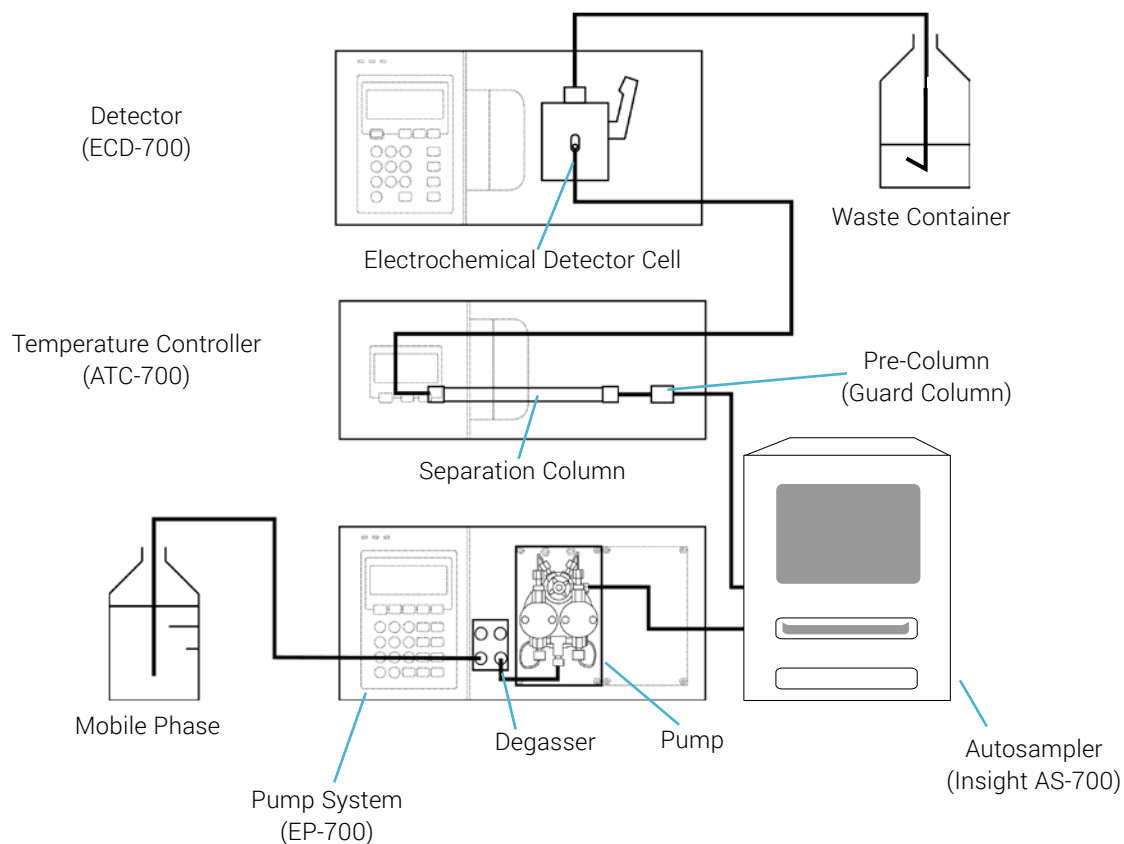 Detector
(ECD-700)
Waste Container
Electrochemical Detector Cell
Temperature Controller
(ATC-700)
Pre-Column
(Guard Column)
Separation Column
Mobile Phase
Degasser
Pump
Autosampler
(Insight AS-700)
Pump System
(EP-700)